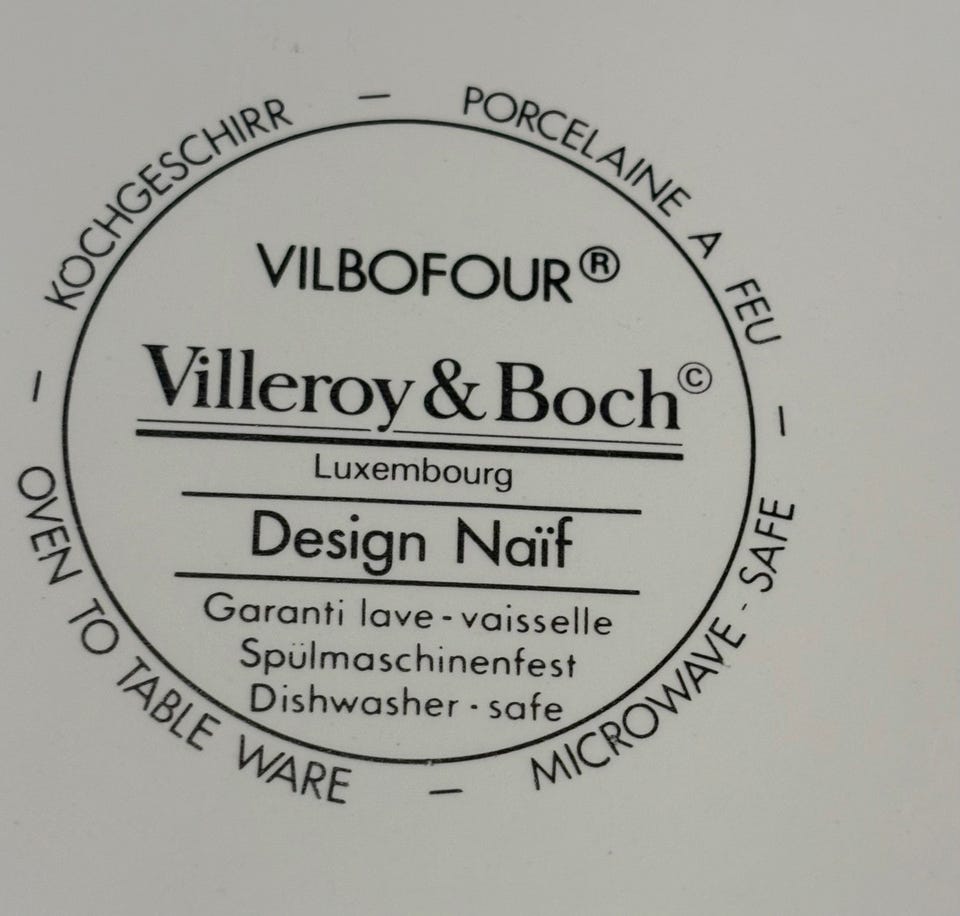 KOCHGESCHIRR — PORCELAINE A FEU — MICROWAVE - SAFE — OVEN TO TABLE WARE —
VILBOFOUR®
Villeroy & Boch©
Luxembourg
Design Naïf
Garanti lave - vaisselle
Spülmaschinenfest
Dishwasher - safe